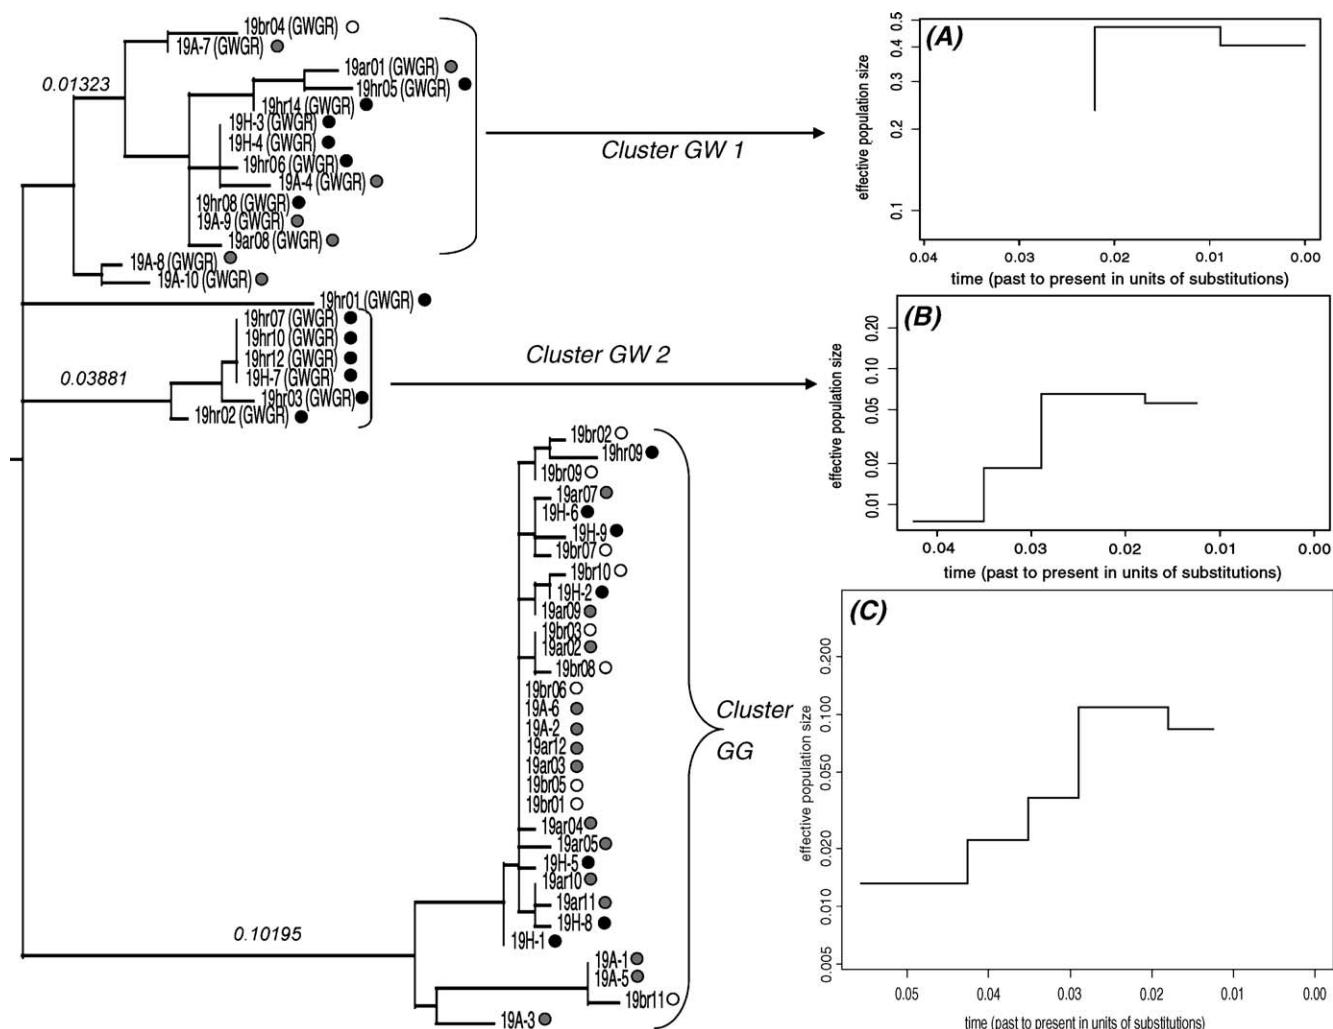 19br04 (GWGR)
19A-7 (GWGR)
0.01323
19ar01 (GWGR)
19hr05 (GWGR)
19hr14 (GWGR)
19H-3 (GWGR)
19H-4 (GWGR)
19hr06 (GWGR)
19A-4 (GWGR)
19hr08 (GWGR)
19A-9 (GWGR)
19ar08 (GWGR)
19A-8 (GWGR)
19A-10 (GWGR)
Cluster GW 1
19hr01 (GWGR)
19hr07 (GWGR)
19hr10 (GWGR)
19hr12 (GWGR)
19H-7 (GWGR)
0.03881
19hr03 (GWGR)
19hr02 (GWGR)
Cluster GW 2
19br02
19hr09
19br09
19ar07
19H-6
19H-9
19br07
19br10
19H-2
19ar09
19br03
19ar02
19br08
19br06
19A-6
19A-2
19ar12
19ar03
19br05
19br01
19ar04
19ar05
19H-5
19ar10
19ar11
19H-8
19H-1
0.10195
19A-1
19A-5
19br11
19A-3
Cluster
GG
(A)
effective population size
0.5
0.4
0.3
0.2
0.1
0.04 0.03 0.02 0.01 0.00
time (past to present in units of substitutions)
(B)
effective population size
0.20
0.10
0.05
0.02
0.01
0.04 0.03 0.02 0.01 0.00
time (past to present in units of substitutions)
(C)
effective population size
0.200
0.100
0.050
0.020
0.010
0.005
0.05 0.04 0.03 0.02 0.01 0.00
time (past to present in units of substitutions)